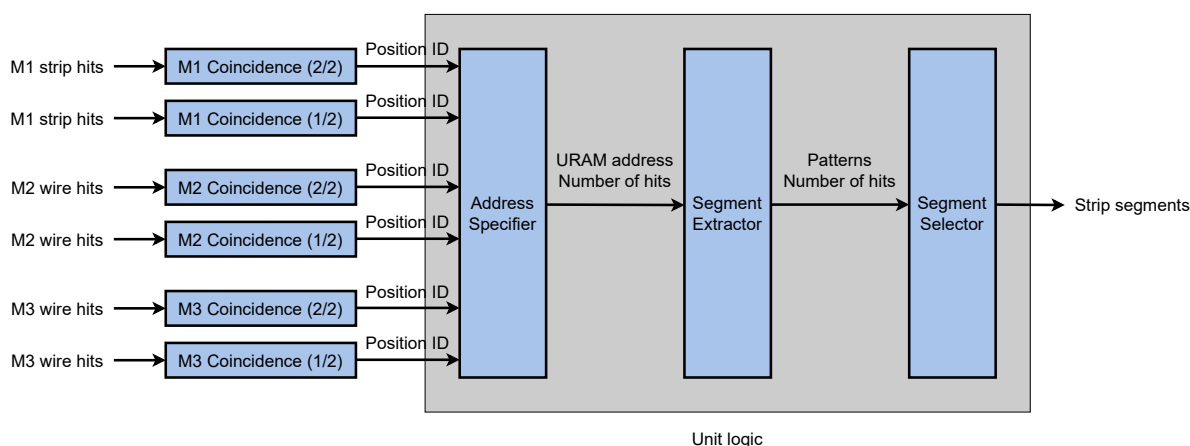 M1 strip hits
M1 Coincidence (2/2)
Position ID
M1 strip hits
M1 Coincidence (1/2)
Position ID
M2 wire hits
M2 Coincidence (2/2)
Position ID
M2 wire hits
M2 Coincidence (1/2)
Position ID
M3 wire hits
M3 Coincidence (2/2)
Position ID
M3 wire hits
M3 Coincidence (1/2)
Position ID
Address
Specifier
URAM address
Number of hits
Segment
Extractor
Patterns
Number of hits
Segment
Selector
Strip segments
Unit logic